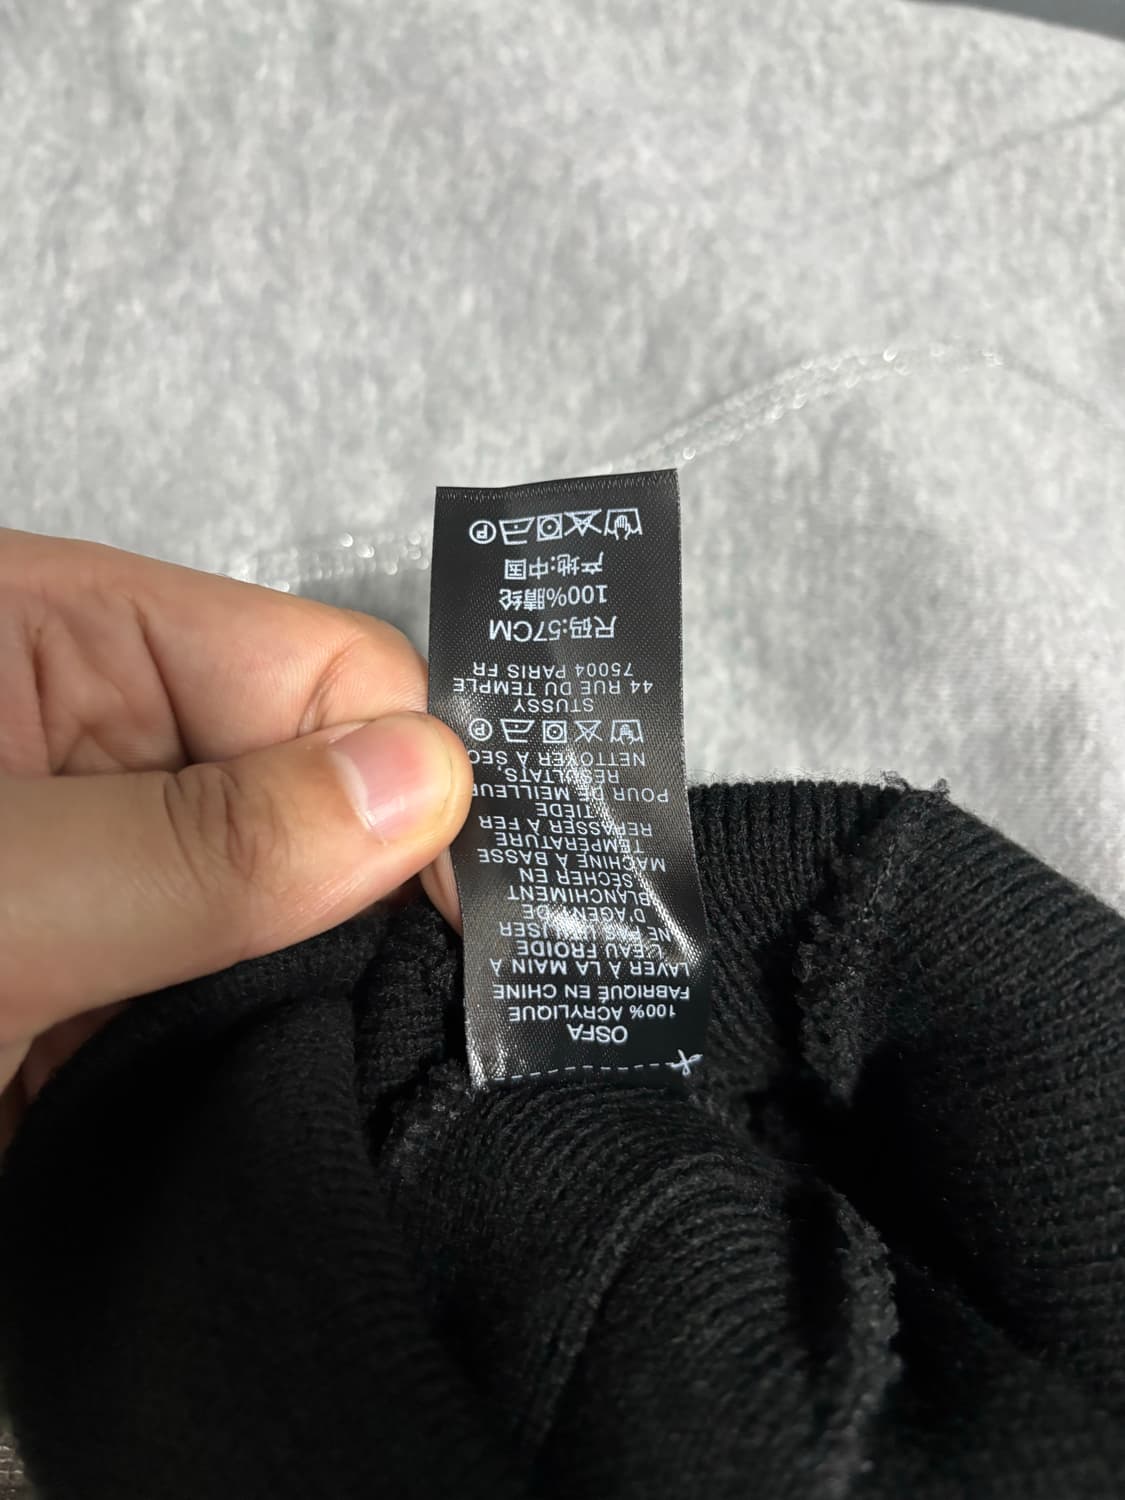 OSFA
100% ACRYLIQUE
FABRIQUÉ EN CHINE
LAVER À LA MAIN À
L'EAU FROIDE
NE PAS UTILISER
D'AGENT DE
BLANCHIMENT
SÉCHER EN
MACHINE À BASSE
TEMPÉRATURE
REPASSER À FER
TIÈDE
POUR DE MEILLEUR
RÉSULTATS,
NETTOYER À SEC
STUSSY
44 RUE DU TEMPLE
75004 PARIS FR
尺码:57CM
100%腈纶
产地:中国